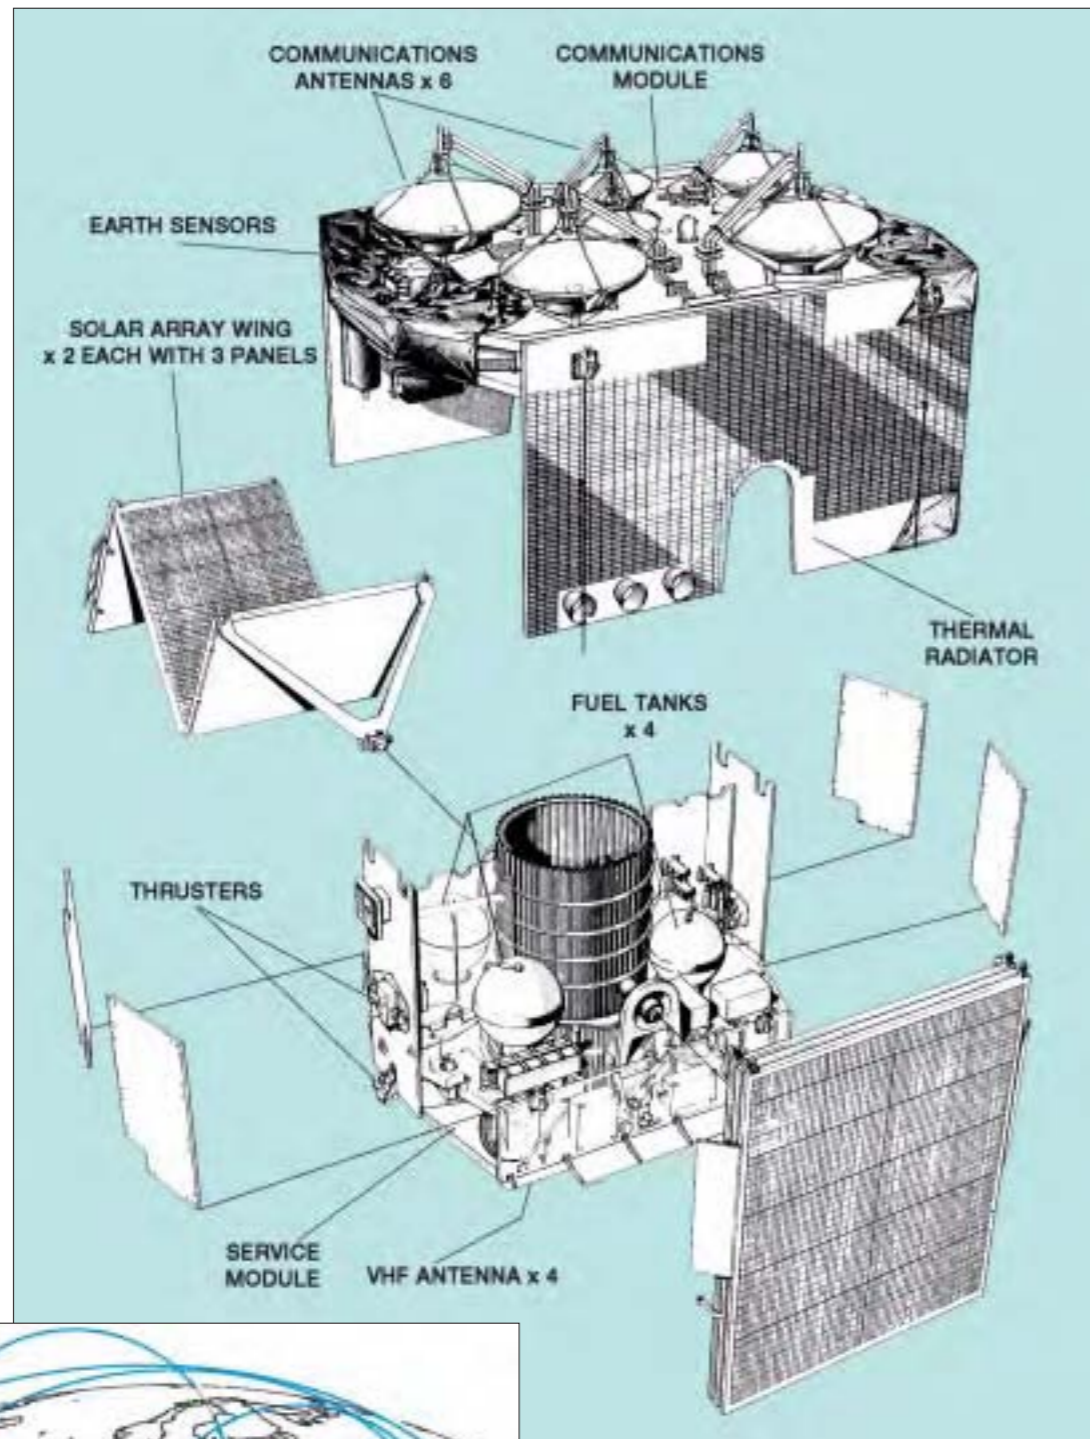 COMMUNICATIONS
ANTENNAS x 6
COMMUNICATIONS
MODULE
EARTH SENSORS
SOLAR ARRAY WING
x 2 EACH WITH 3 PANELS
THERMAL
RADIATOR
FUEL TANKS
x 4
THRUSTERS
SERVICE
MODULE
VHF ANTENNA x 4